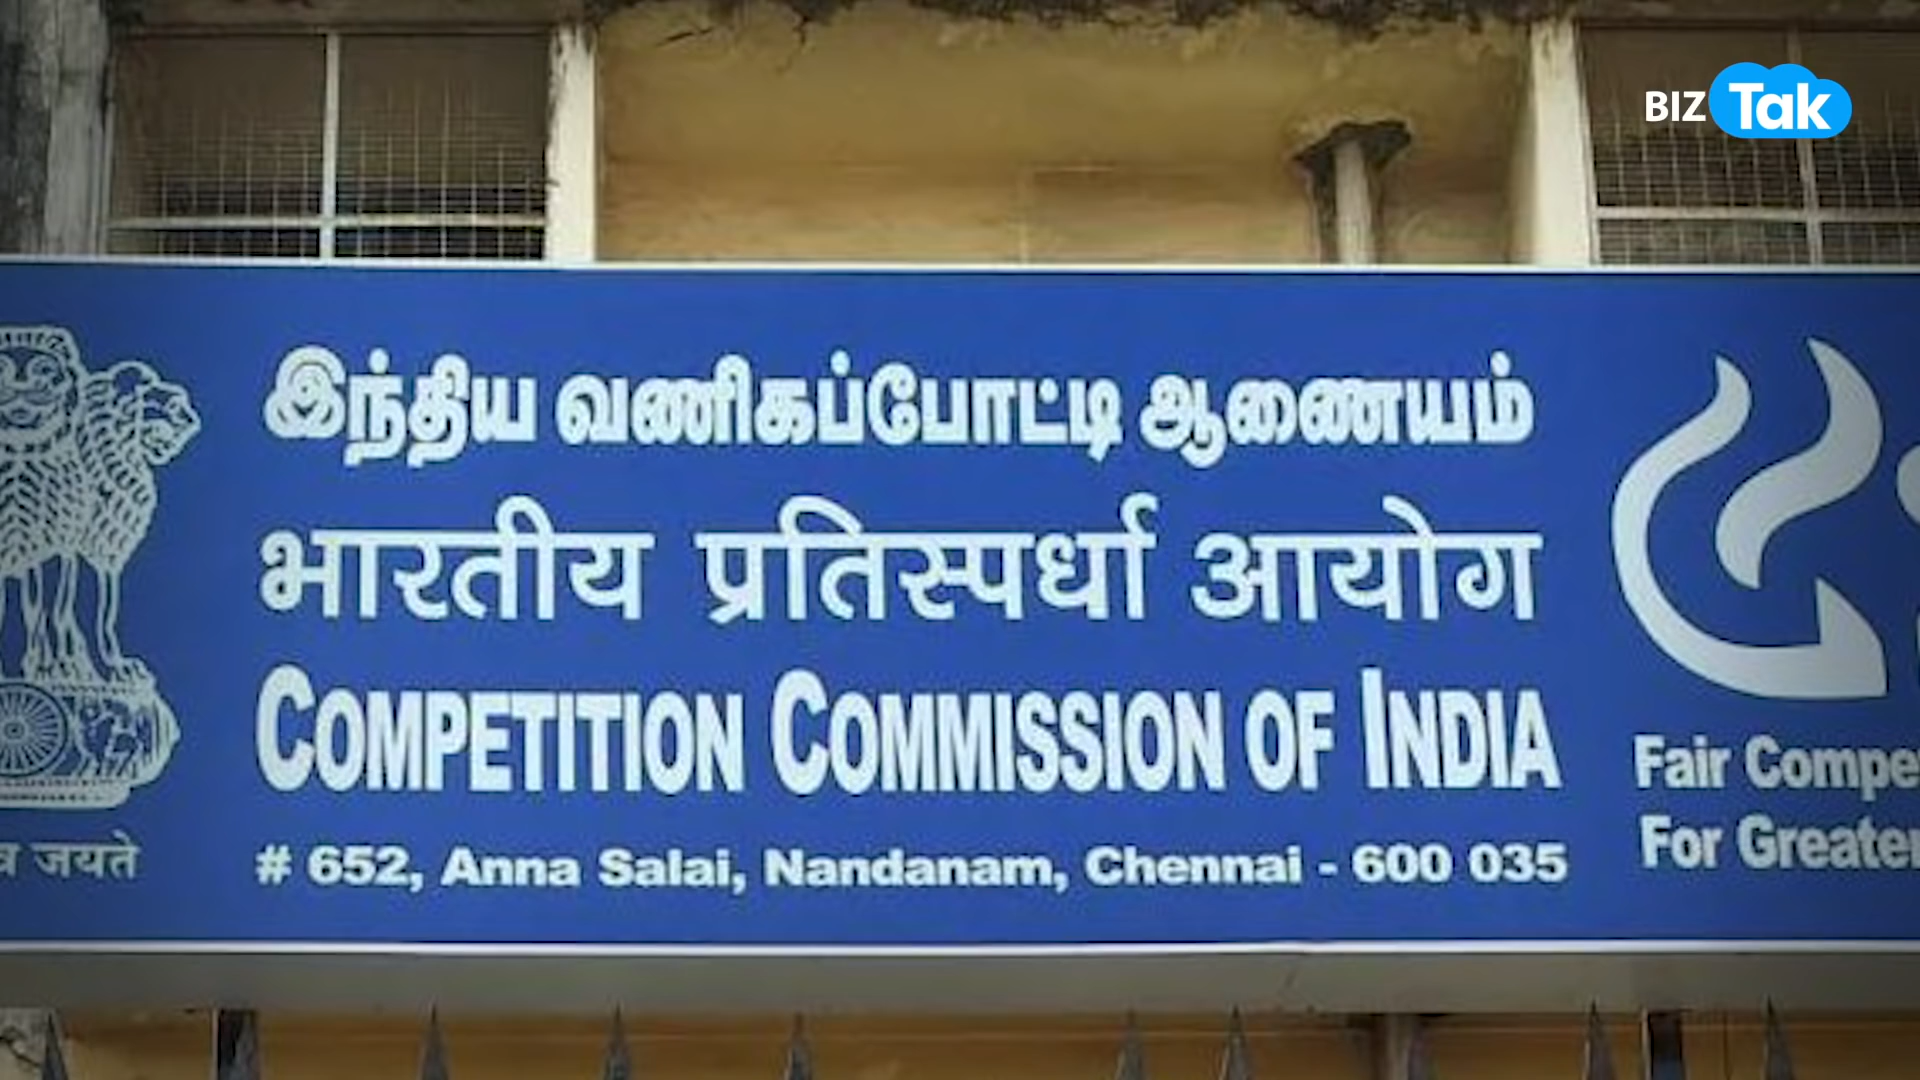 BIZ Tak
இந்திய வணிகப்போட்டி ஆணையம்
भारतीय प्रतिस्पर्धा आयोग
COMPETITION COMMISSION OF INDIA
# 652, Anna Salai, Nandanam, Chennai - 600 035
जयते
Fair
For Greater